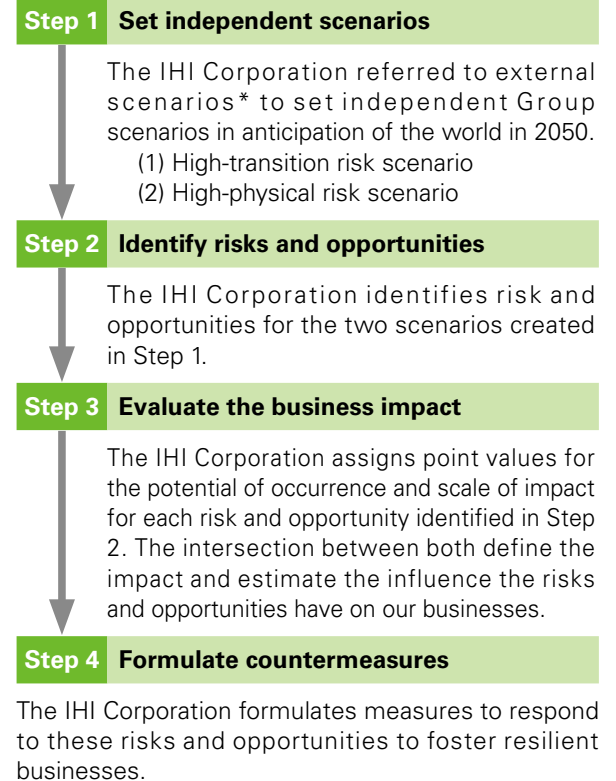 Step 1 Set independent scenarios
The IHI Corporation referred to external
scenarios* to set independent Group
scenarios in anticipation of the world in 2050.
(1) High-transition risk scenario
(2) High-physical risk scenario
Step 2 Identify risks and opportunities
The IHI Corporation identifies risk and
opportunities for the two scenarios created
in Step 1.
Step 3 Evaluate the business impact
The IHI Corporation assigns point values for
the potential of occurrence and scale of impact
for each risk and opportunity identified in Step
2. The intersection between both define the
impact and estimate the influence the risks
and opportunities have on our businesses.
Step 4 Formulate countermeasures
The IHI Corporation formulates measures to respond
to these risks and opportunities to foster resilient
businesses.